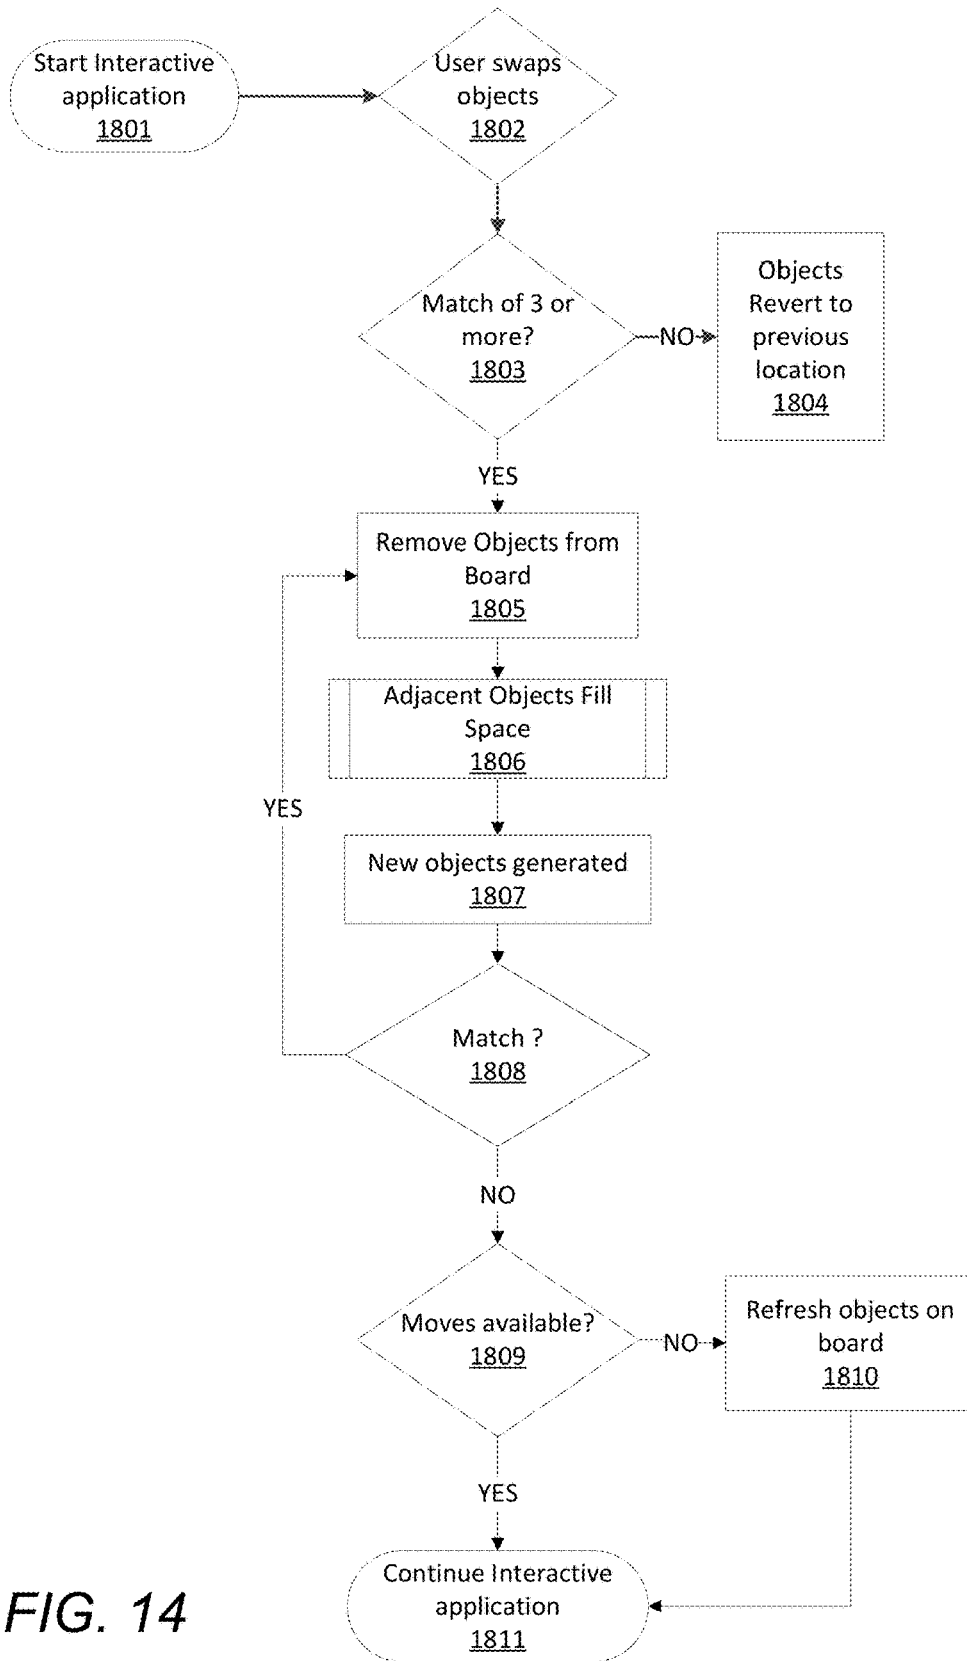 Start Interactive
application
1801
User swaps
objects
1802
Match of 3 or
more?
1803
NO
Objects
Revert to
previous
location
1804
YES
Remove Objects from
Board
1805
Adjacent Objects Fill
Space
1806
YES
New objects generated
1807
Match ?
1808
NO
Moves available?
1809
NO
Refresh objects on
board
1810
YES
Continue Interactive
application
1811
FIG. 14